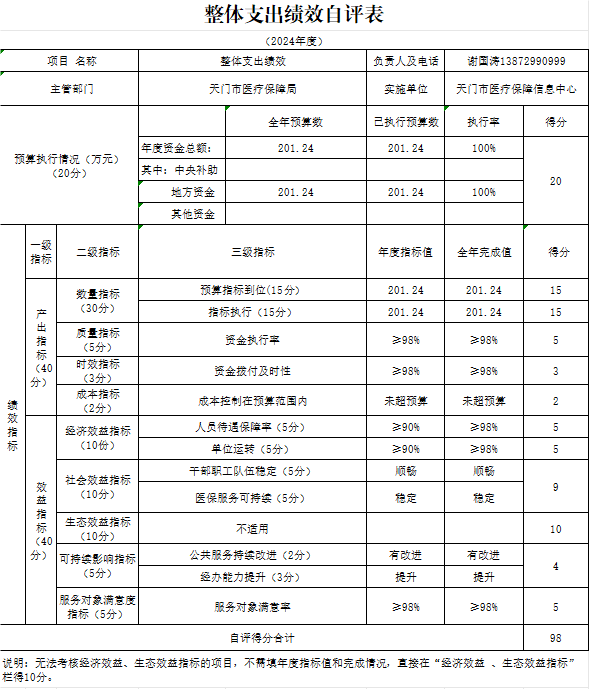 整体支出绩效自评表
（2024年度）
项目 名称 整体支出绩效 负责人及电话 谢国涛13872990999
主管部门 天门市医疗保障局 实施单位 天门市医疗保障信息中心
预算执行情况（万元）
（20分）
全年预算数 已执行预算数 执行率 得分
年度资金总额： 201.24 201.24 100% 20
其中：中央补助
地方资金 201.24 201.24 100%
其他资金
绩效指标
一级指标 二级指标 三级指标 年度指标值 全年完成值 得分
产出指标（40分）
数量指标（30分） 预算指标到位(15分） 201.24 201.24 15
指标执行（15分） 201.24 201.24 15
质量指标（5分） 资金执行率 ≥98% ≥98% 5
时效指标（3分） 资金拨付及时性 ≥98% ≥98% 3
成本指标（2分） 成本控制在预算范围内 未超预算 未超预算 2
效益指标（40分）
经济效益指标（10份） 人员待遇保障率（5分） ≥90% ≥98% 5
单位运转（5分） ≥90% ≥98% 5
社会效益指标（10分） 干部职工队伍稳定（5分） 顺畅 顺畅 9
医保服务可持续（5分） 稳定 稳定
生态效益指标（10分） 不适用 10
可持续影响指标（5分） 公共服务持续改进（2分） 有改进 有改进 4
经办能力提升（3分） 提升 提升
服务对象满意度指标（5分） 服务对象满意率 ≥98% ≥98% 5
自评得分合计 98
说明：无法考核经济效益、生态效益指标的项目，不需填年度指标值和完成情况，直接在“经济效益 、生态效益指标”
栏得10分。